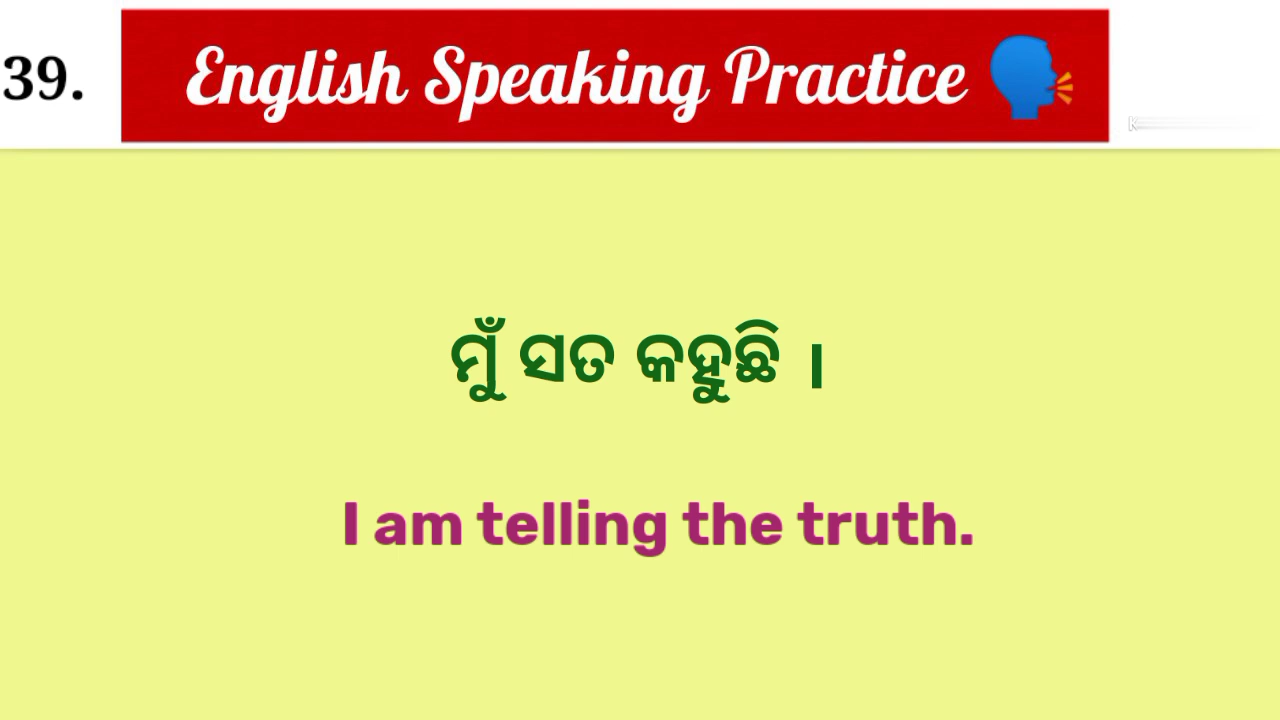 39. English Speaking Practice
ମୁଁ ସତ କହୁଛି ।
I am telling the truth.